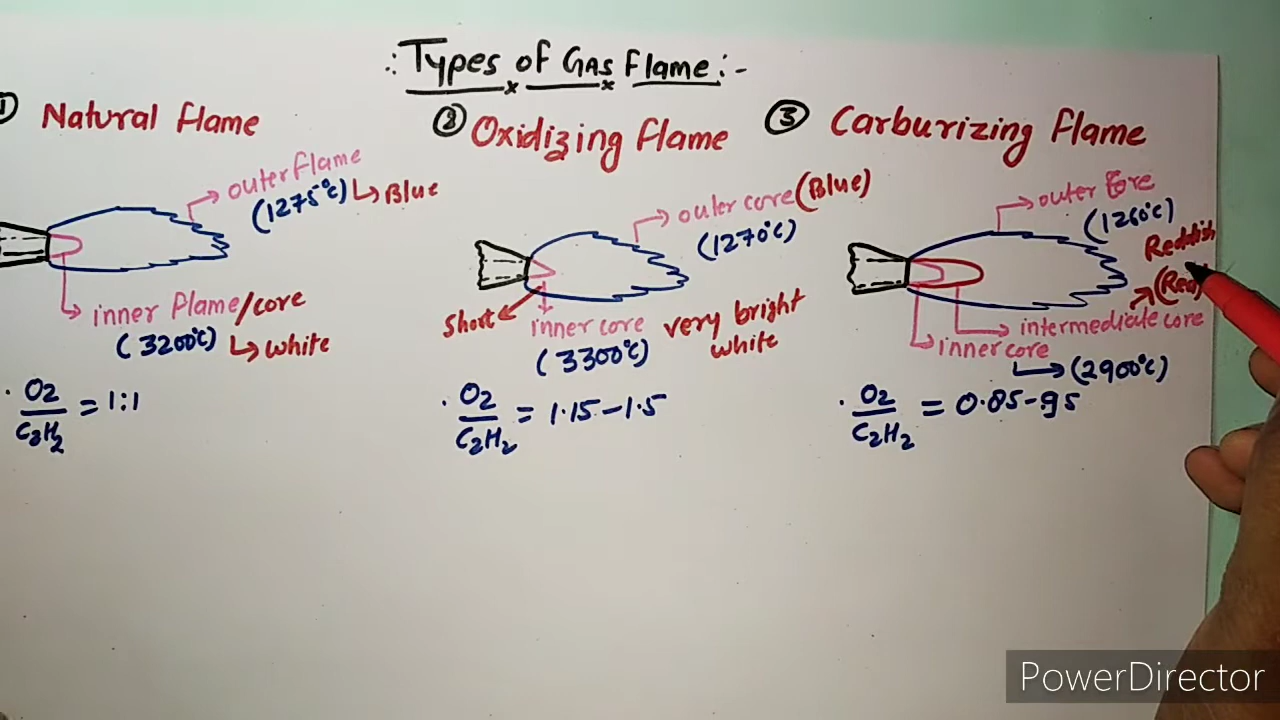 ∴ Types of GAS Flame :-
1 Natural flame
outer flame
(1275°C) ↳ Blue
inner flame/core
(3200°C) ↳ white
· O2/C2H2 = 1:1
2 Oxidizing flame
outer core (Blue)
(1270°C)
short
inner core
(3300°C)
very bright
white
· O2/C2H2 = 1.15 - 1.5
3 Carburizing flame
outer core
(1260°C)
Reddish
intermediate core
inner core
(2900°C)
· O2/C2H2 = 0.85 - .95
PowerDirector